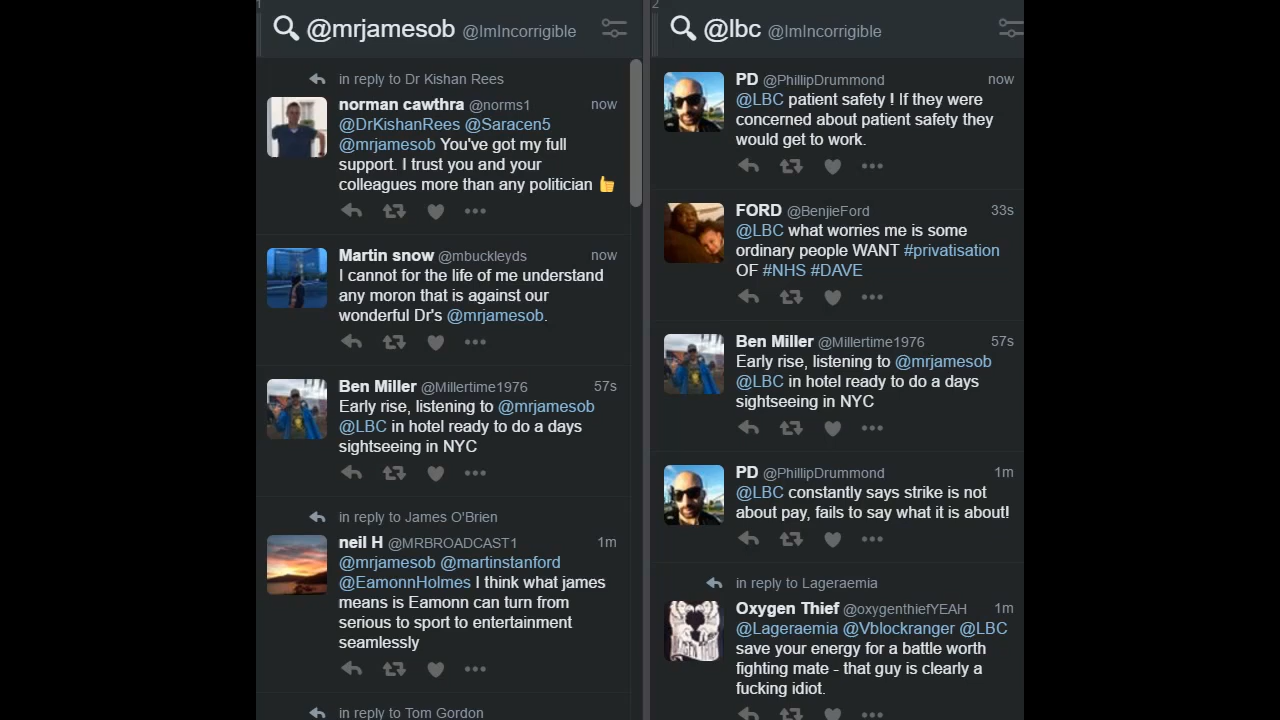 1
@mrjamesob @ImIncorrigible
in reply to Dr Kishan Rees
norman cawthra @norms1 now
@DrKishanRees @Saracen5
@mrjamesob You've got my full
support. I trust you and your
colleagues more than any politician 👍
Martin snow @mbuckleyds now
I cannot for the life of me understand
any moron that is against our
wonderful Dr's @mrjamesob.
Ben Miller @Millertime1976 57s
Early rise, listening to @mrjamesob
@LBC in hotel ready to do a days
sightseeing in NYC
in reply to James O'Brien
neil H @MRBROADCAST1 1m
@mrjamesob @martinstanford
@EamonnHolmes I think what james
means is Eamonn can turn from
serious to sport to entertainment
seamlessly
in reply to Tom Gordon
2
@lbc @ImIncorrigible
PD @PhillipDrummond now
@LBC patient safety ! If they were
concerned about patient safety they
would get to work.
FORD @BenjieFord 33s
@LBC what worries me is some
ordinary people WANT #privatisation
OF #NHS #DAVE
Ben Miller @Millertime1976 57s
Early rise, listening to @mrjamesob
@LBC in hotel ready to do a days
sightseeing in NYC
PD @PhillipDrummond 1m
@LBC constantly says strike is not
about pay, fails to say what it is about!
in reply to Lageraemia
Oxygen Thief @oxygenthiefYEAH 1m
@Lageraemia @Vblockranger @LBC
save your energy for a battle worth
fighting mate - that guy is clearly a
fucking idiot.